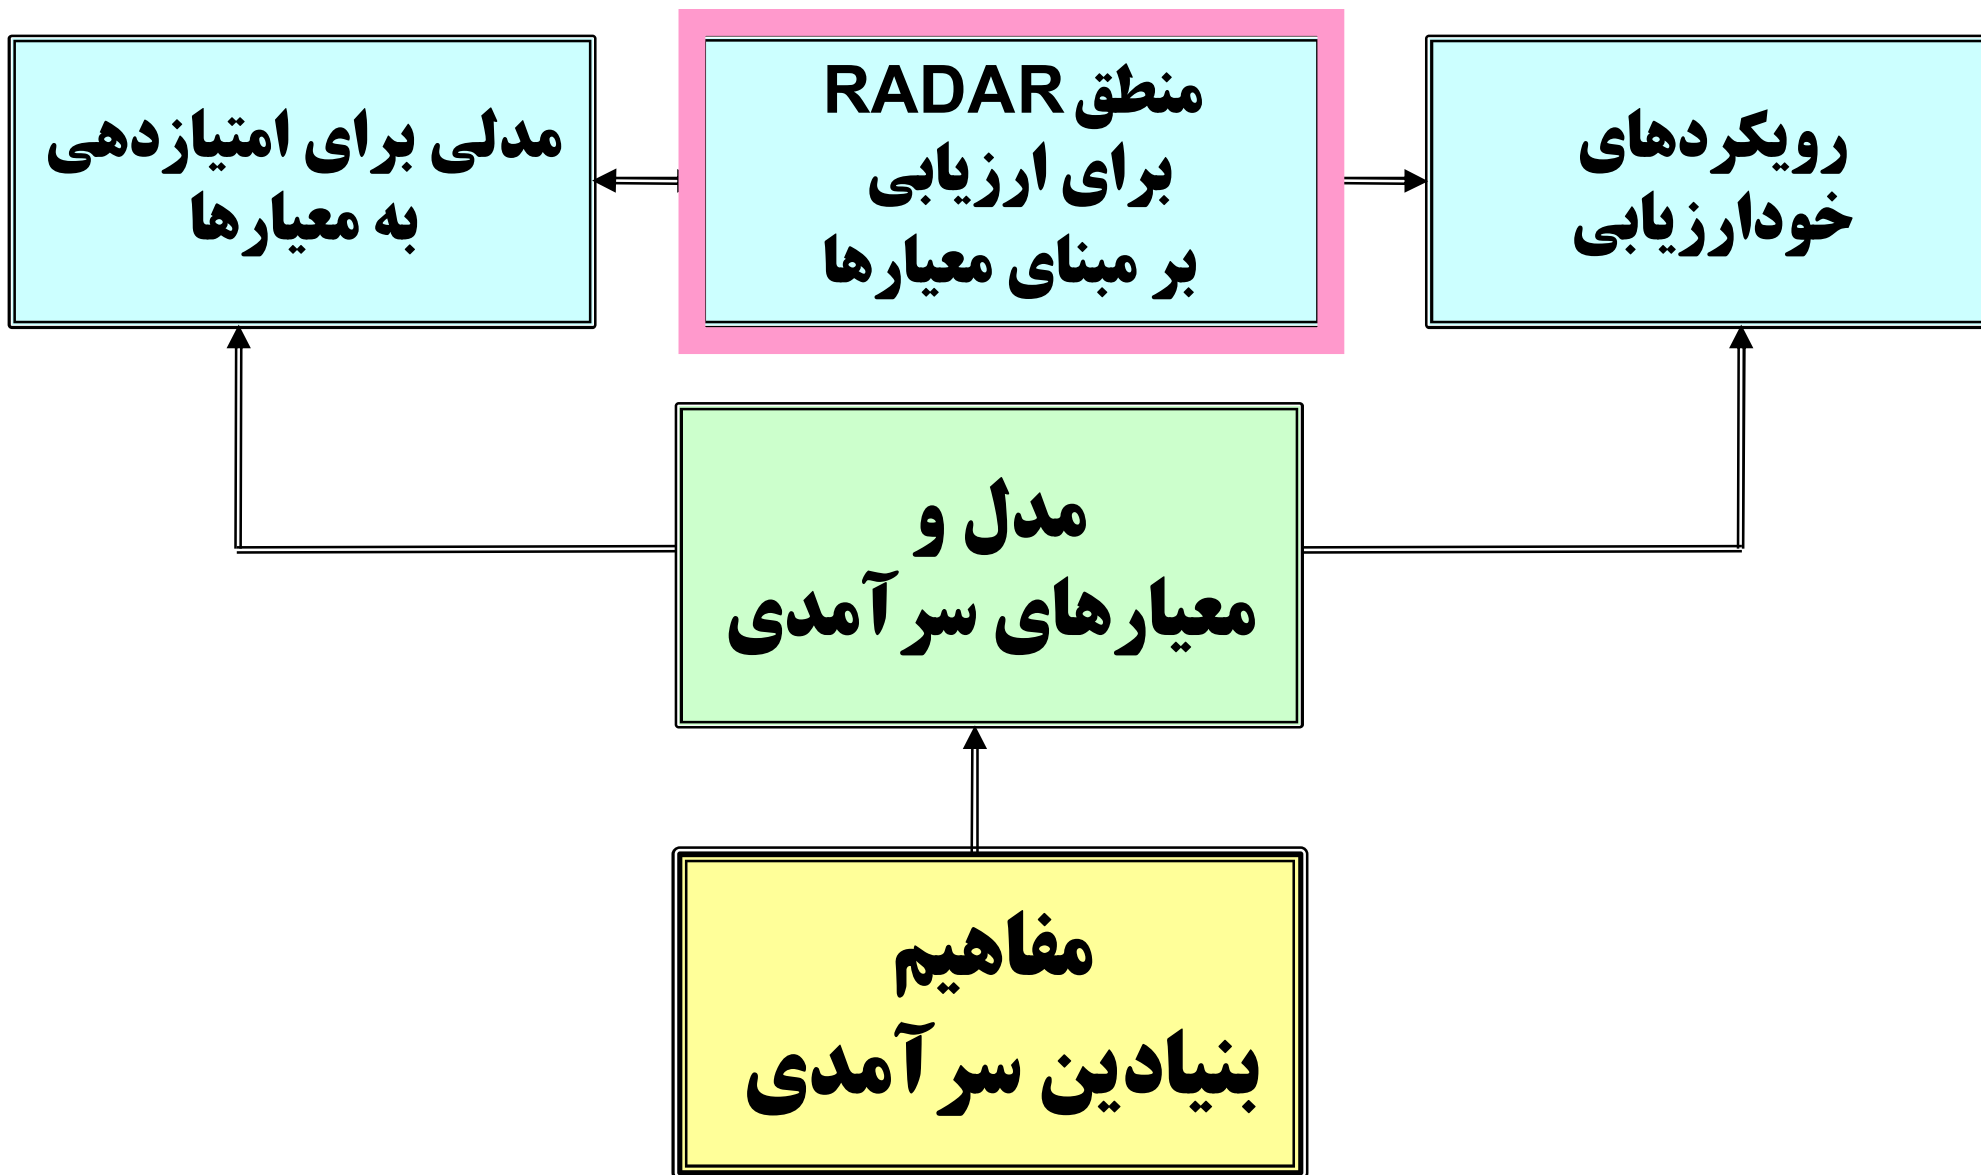 رویکردهای
خودارزیابی
منطق RADAR
برای ارزیابی
بر مبنای معیارها
مدلی برای امتیازدهی
به معیارها
مدل و
معیارهای سرآمدی
مفاهیم
بنیادین سرآمدی